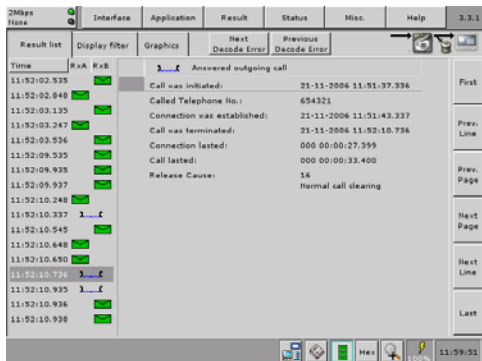 2Mbps
None
Interface
Application
Result
Status
Misc.
Help
3.3.1
Result list
Display filter
Graphics
Next
Decode Error
Previous
Decode Error
Time RxA RxB
11:52:02.535
11:52:02.848
11:52:03.135
11:52:03.247
11:52:03.536
11:52:09.535
11:52:09.935
11:52:09.937
11:52:10.248
11:52:10.337
11:52:10.545
11:52:10.648
11:52:10.650
11:52:10.736
11:52:10.935
11:52:10.936
11:52:10.938
Answered outgoing call
Call was initiated: 21-11-2006 11:51:37.336
Called Telephone No.: 654321
Connection was established: 21-11-2006 11:51:43.337
Call was terminated: 21-11-2006 11:52:10.736
Connection lasted: 000 00:00:27.399
Call lasted: 000 00:00:33.400
Release Cause: 16
Normal call clearing
First
Prev.
Line
Prev.
Page
Next
Page
Next
Line
Last
Hex
100%
11:59:51